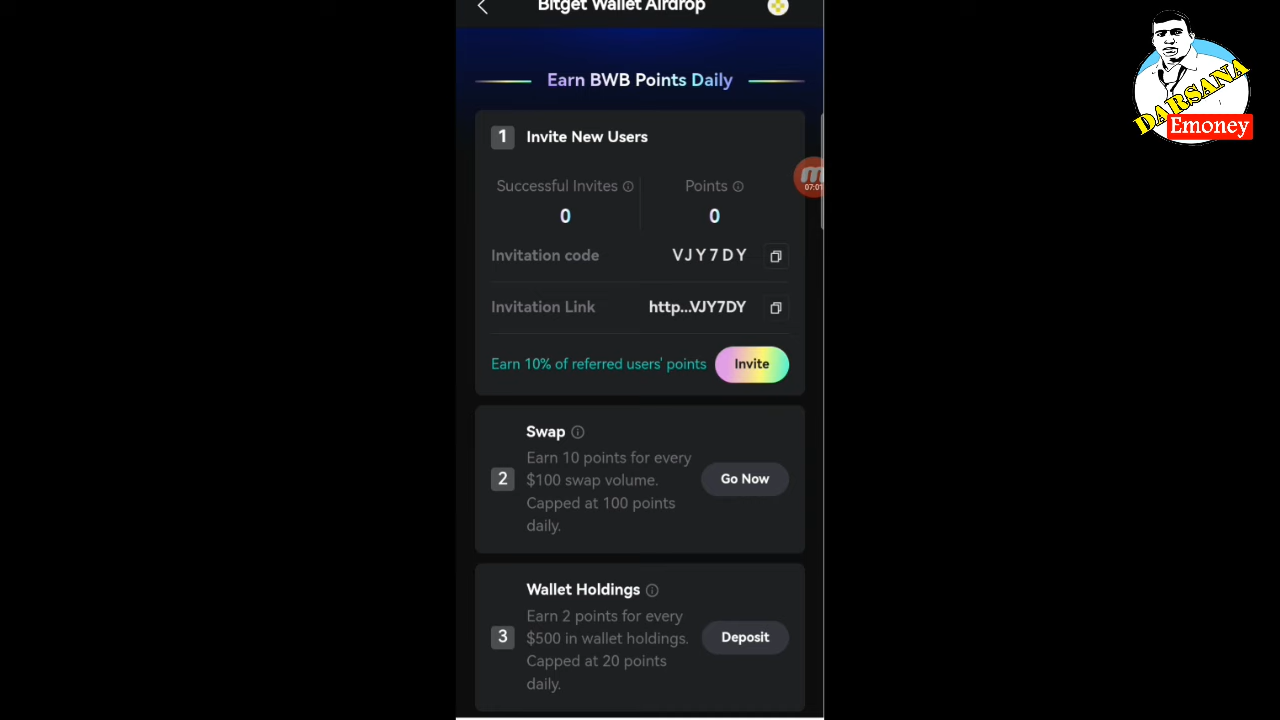 Bitget Wallet Airdrop
Earn BWB Points Daily
1 Invite New Users
Successful Invites Points
0 0
Invitation code VJY7DY
Invitation Link http...VJY7DY
Earn 10% of referred users' points Invite
Swap
Earn 10 points for every
2 $100 swap volume. Go Now
Capped at 100 points
daily.
Wallet Holdings
Earn 2 points for every
3 $500 in wallet holdings. Deposit
Capped at 20 points
daily.
07:01
DARSANA
Emoney